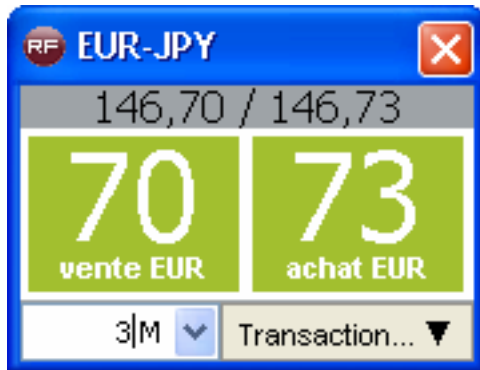 RF EUR-JPY
146,70 / 146,73
70 73
vente EUR achat EUR
3M Transaction...